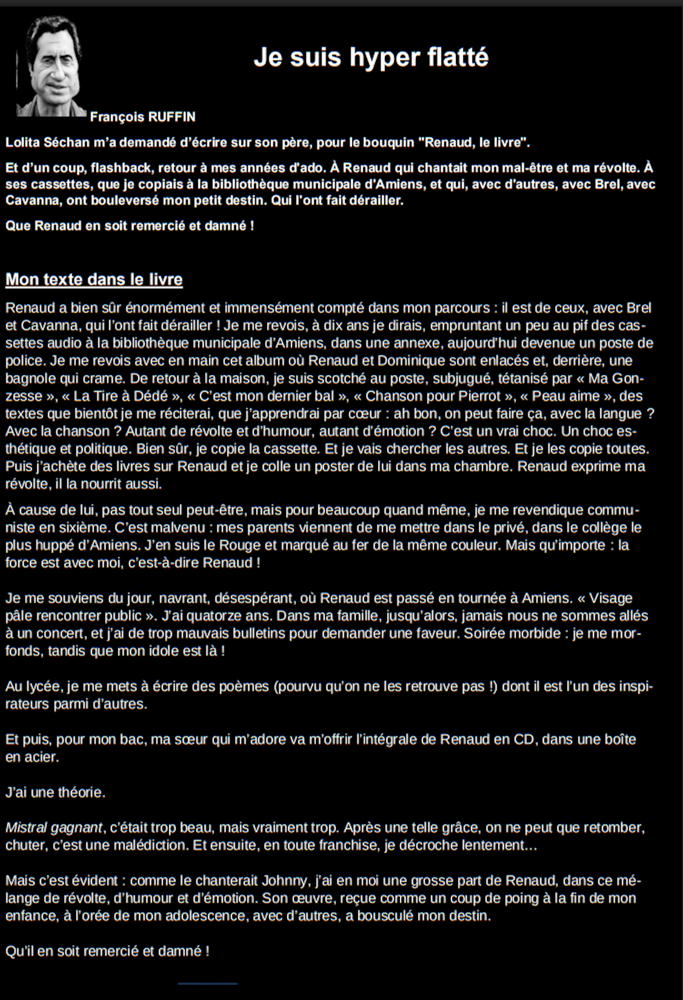 Je suis hyper flatté
François RUFFIN
Lolita Séchan m’a demandé d’écrire sur son père, pour le bouquin "Renaud, le livre".
Et d’un coup, flashback, retour à mes années d'ado. À Renaud qui chantait mon mal-être et ma révolte. À
ses cassettes, que je copiais à la bibliothèque municipale d'Amiens, et qui, avec d'autres, avec Brel, avec
Cavanna, ont bouleversé mon petit destin. Qui l'ont fait dérailler.
Que Renaud en soit remercié et damné !
Mon texte dans le livre
Renaud a bien sûr énormément et immensément compté dans mon parcours : il est de ceux, avec Brel
et Cavanna, qui l’ont fait dérailler ! Je me revois, à dix ans je dirais, empruntant un peu au pif des cas-
settes audio à la bibliothèque municipale d’Amiens, dans une annexe, aujourd’hui devenue un poste de
police. Je me revois avec en main cet album où Renaud et Dominique sont enlacés et, derrière, une
bagnole qui crame. De retour à la maison, je suis scotché au poste, subjugué, tétanisé par « Ma Gon-
zesse », « La Tire à Dédé », « C’est mon dernier bal », « Chanson pour Pierrot », « Peau aime », des
textes que bientôt je me réciterai, que j’apprendrai par cœur : ah bon, on peut faire ça, avec la langue ?
Avec la chanson ? Autant de révolte et d’humour, autant d’émotion ? C’est un vrai choc. Un choc es-
thétique et politique. Bien sûr, je copie la cassette. Et je vais chercher les autres. Et je les copie toutes.
Puis j’achète des livres sur Renaud et je colle un poster de lui dans ma chambre. Renaud exprime ma
révolte, il la nourrit aussi.
À cause de lui, pas tout seul peut-être, mais pour beaucoup quand même, je me revendique commu-
niste en sixième. C’est malvenu : mes parents viennent de me mettre dans le privé, dans le collège le
plus huppé d’Amiens. J’en suis le Rouge et marqué au fer de la même couleur. Mais qu’importe : la
force est avec moi, c’est-à-dire Renaud !
Je me souviens du jour, navrant, désespérant, où Renaud est passé en tournée à Amiens. « Visage
pâle rencontrer public ». J’ai quatorze ans. Dans ma famille, jusqu’alors, jamais nous ne sommes allés
à un concert, et j’ai de trop mauvais bulletins pour demander une faveur. Soirée morbide : je me mor-
fonds, tandis que mon idole est là !
Au lycée, je me mets à écrire des poèmes (pourvu qu’on ne les retrouve pas !) dont il est l’un des inspi-
rateurs parmi d’autres.
Et puis, pour mon bac, ma sœur qui m’adore va m’offrir l’intégrale de Renaud en CD, dans une boîte
en acier.
J’ai une théorie.
Mistral gagnant, c’était trop beau, mais vraiment trop. Après une telle grâce, on ne peut que retomber,
chuter, c’est une malédiction. Et ensuite, en toute franchise, je décroche lentement…
Mais c’est évident : comme le chanterait Johnny, j’ai en moi une grosse part de Renaud, dans ce mé-
lange de révolte, d’humour et d’émotion. Son œuvre, reçue comme un coup de poing à la fin de mon
enfance, à l’orée de mon adolescence, avec d’autres, a bousculé mon destin.
Qu’il en soit remercié et damné !